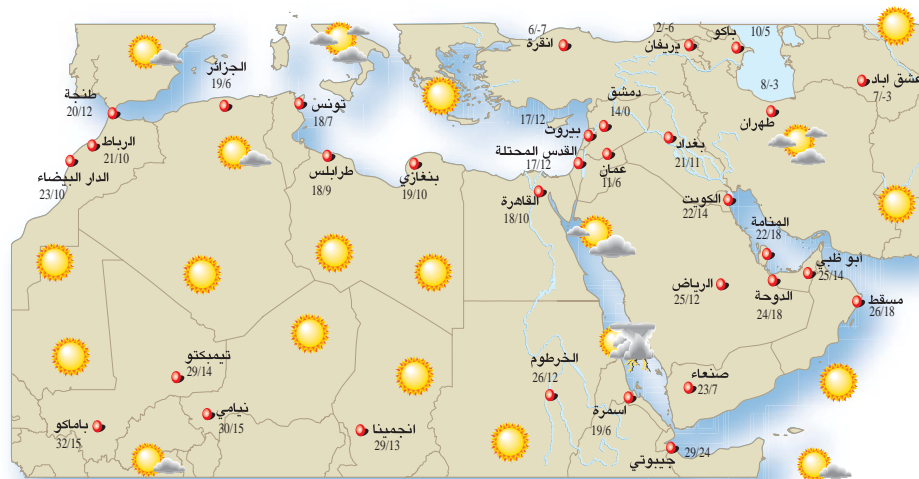 انقرة
6/-7
يريفان
2/-6
باكو
10/5
عشق اباد
7/-3
طهران
8/-3
الجزائر
19/6
طنجة
20/12
تونس
18/7
دمشق
14/0
بيروت
17/12
بغداد
21/11
الرباط
21/10
الدار البيضاء
23/10
طرابلس
18/9
بنغازي
19/10
القدس المحتلة
17/12
عمان
11/6
القاهرة
18/10
الكويت
22/14
المنامة
22/18
أبو ظبي
25/14
الرياض
25/12
الدوحة
24/18
مسقط
26/18
تيمبكتو
29/14
الخرطوم
26/12
صنعاء
23/7
باماكو
32/15
نيامي
30/15
انجمينا
29/13
اسمرة
19/6
جيبوتي
29/24